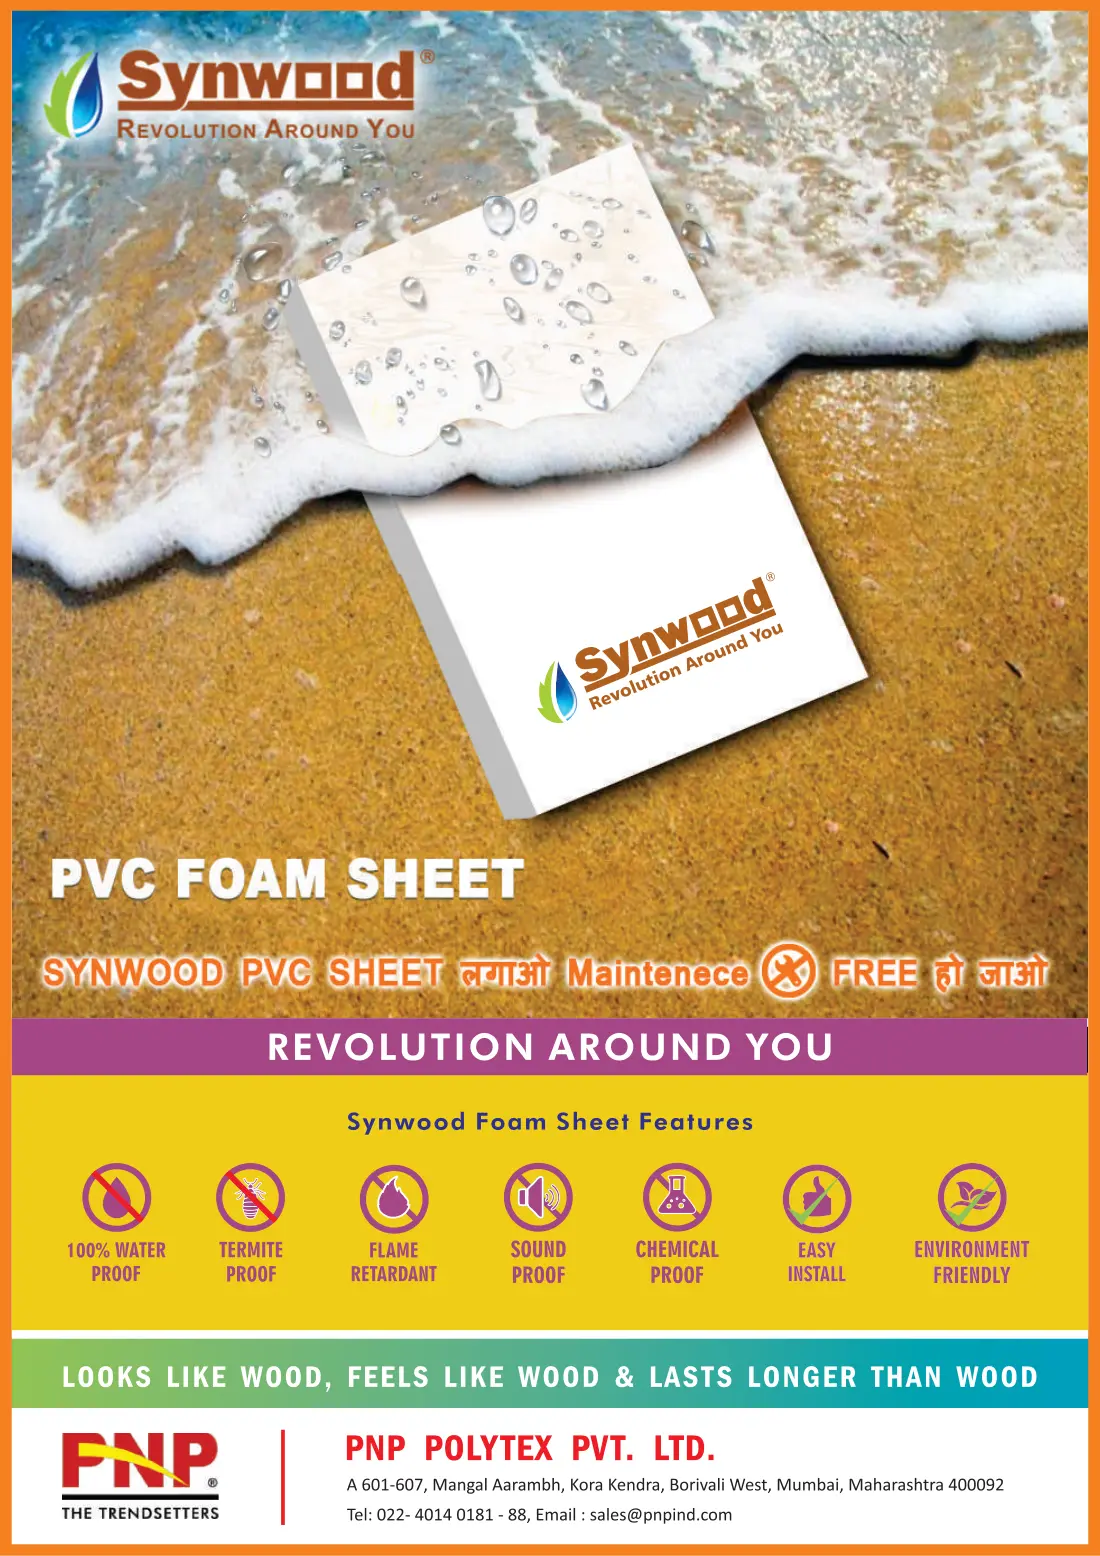 Synwood®
REVOLUTION AROUND YOU
Synwood®
Revolution Around You
PVC FOAM SHEET
SYNWOOD PVC SHEET लगाओ Maintenece FREE हो जाओ
REVOLUTION AROUND YOU
Synwood Foam Sheet Features
100% WATER PROOF
TERMITE PROOF
FLAME RETARDANT
SOUND PROOF
CHEMICAL PROOF
EASY INSTALL
ENVIRONMENT FRIENDLY
LOOKS LIKE WOOD, FEELS LIKE WOOD & LASTS LONGER THAN WOOD
PNP®
THE TRENDSETTERS
PNP POLYTEX PVT. LTD.
A 601-607, Mangal Aarambh, Kora Kendra, Borivali West, Mumbai, Maharashtra 400092
Tel: 022- 4014 0181 - 88, Email : sales@pnpind.com